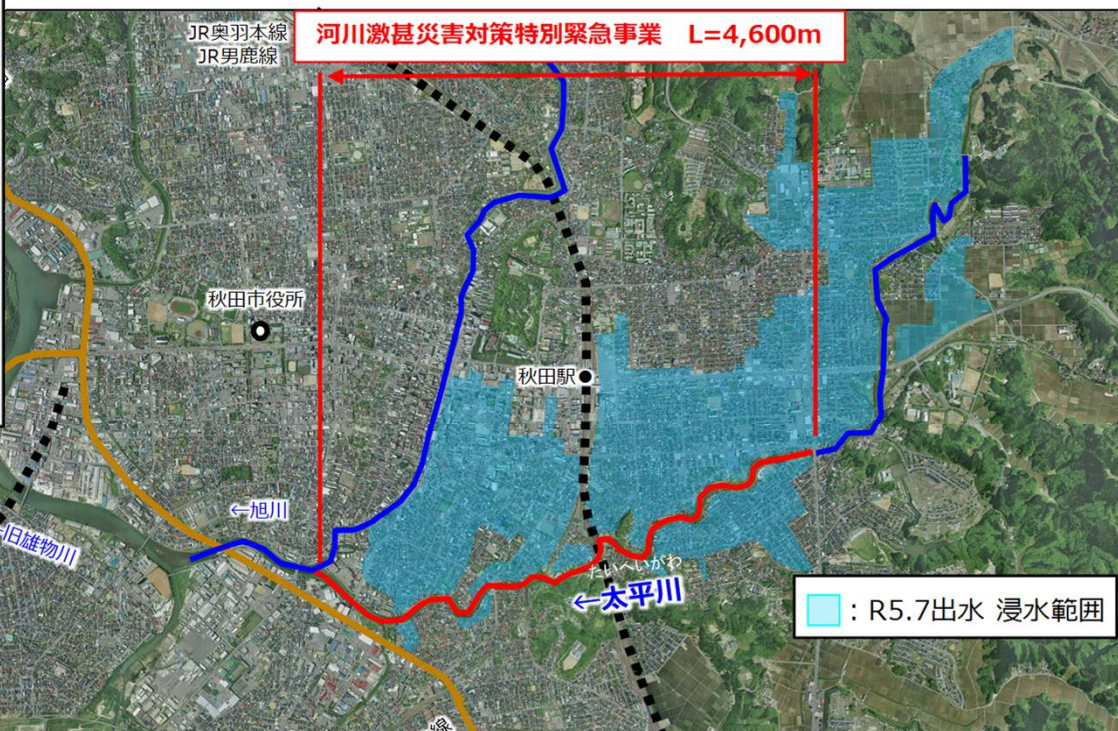 河川激甚災害対策特別緊急事業 L=4,600m
JR奥羽本線
JR男鹿線
秋田市役所
秋田駅
←旭川
旧雄物川
たいへいがわ
←太平川
：R5.7出水 浸水範囲
線